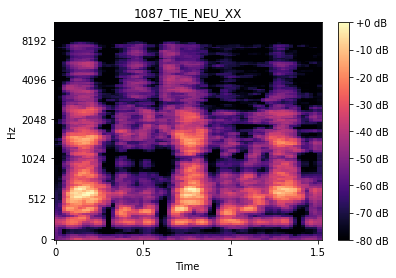 1087_TIE_NEU_XX
+0 dB
8192
-10 dB
4096
-20 dB
-30 dB
2048
Hz
-40 dB
1024
-50 dB
512
-60 dB
-70 dB
0
-80 dB
0
0.5
1
1.5
Time